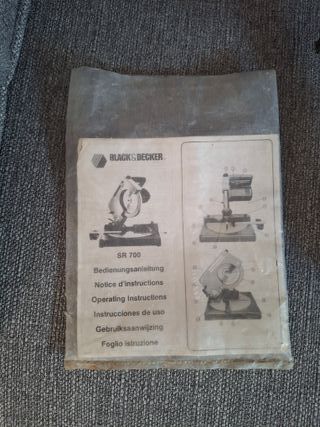 BLACK&DECKER
SR 700
Bedienungsanleitung
Notice d'instructions
Operating Instructions
Instrucciones de uso
Gebruiksaanwijzing
Foglio istruzione